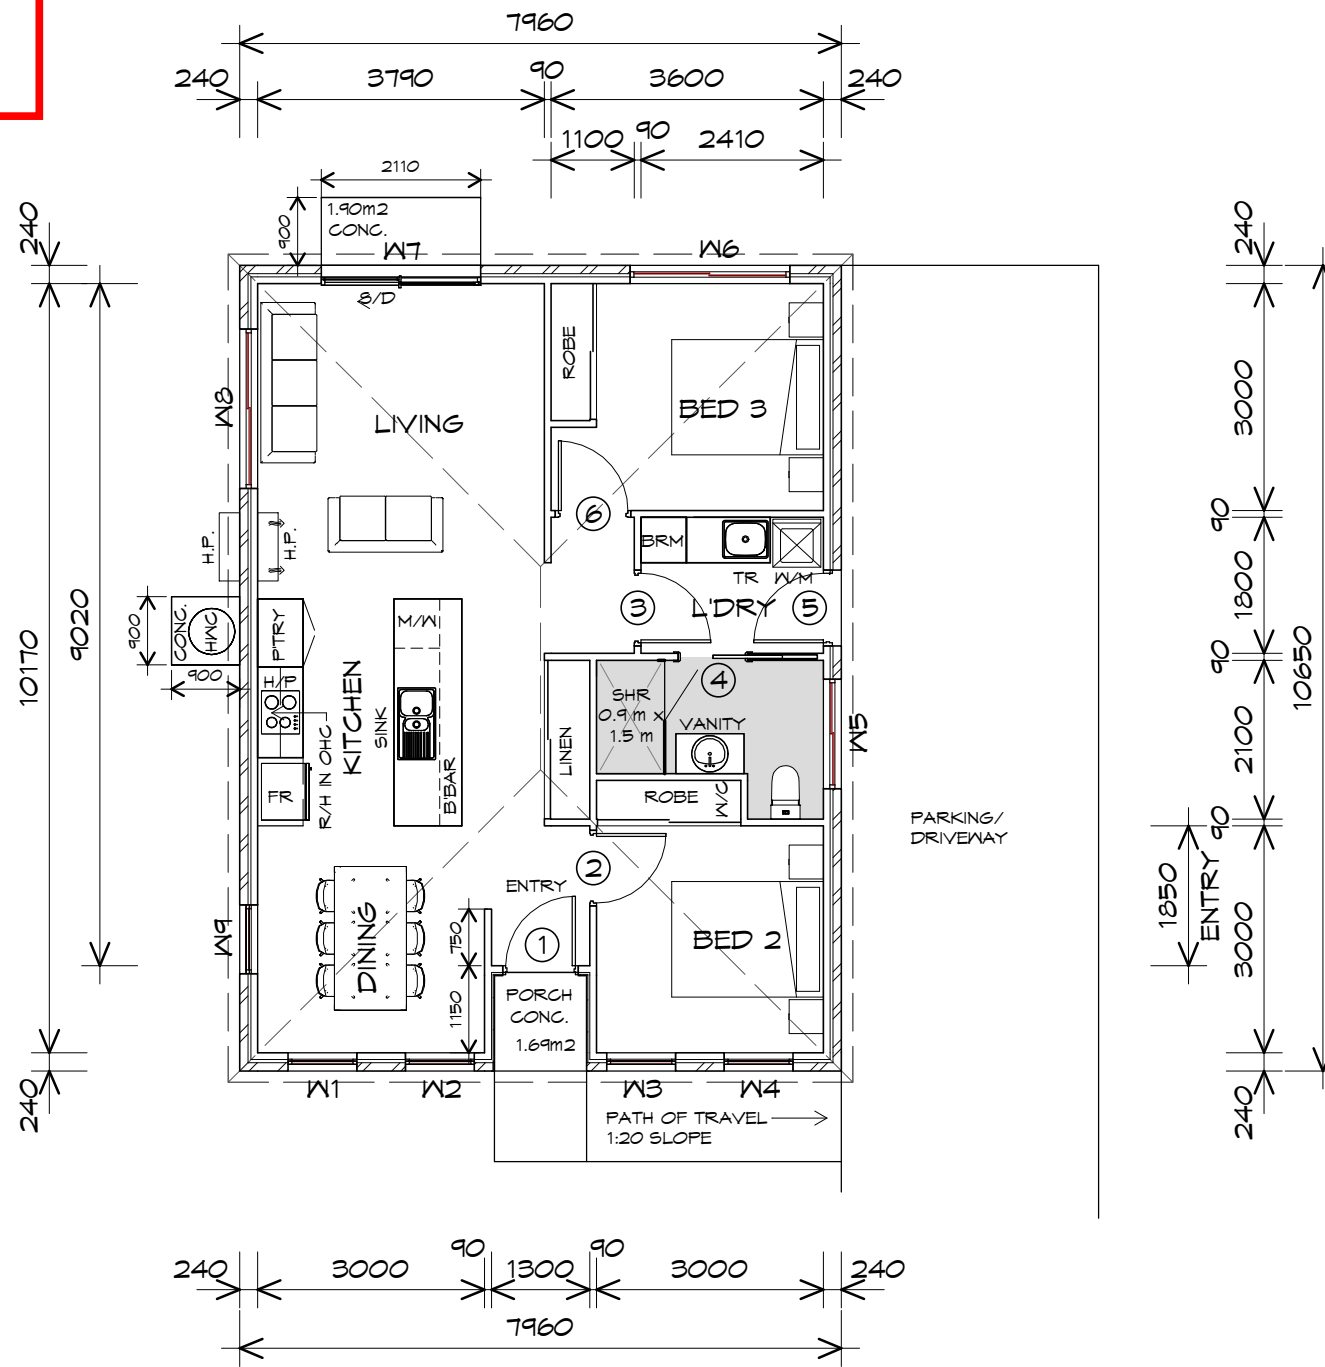 7960
240
3790
90
3600
240
1100
90
2410
2110
900
1.90m2
CONC.
W7
W6
S/D
240
240
ROBE
BED 3
LIVING
W8
3000
6
BRM
TR
W/M
H.P.
H.P.
90
3
L'DRY
5
1800
CONC.
HWC
900
900
P'TRY
M/W
9020
10170
10650
90
H/P
KITCHEN
SINK
R/H IN OHC
FR
B'BAR
LINEN
SHR
0.9 m x
1.5 m
4
VANITY
W5
2100
ROBE
W/C
PARKING/
DRIVEWAY
90
1850
ENTRY
2
ENTRY
W9
DINING
750
1
BED 2
3000
1150
PORCH
CONC.
1.69m2
240
240
W1
W2
W3
W4
PATH OF TRAVEL
1:20 SLOPE
240
3000
90
1300
90
3000
240
7960